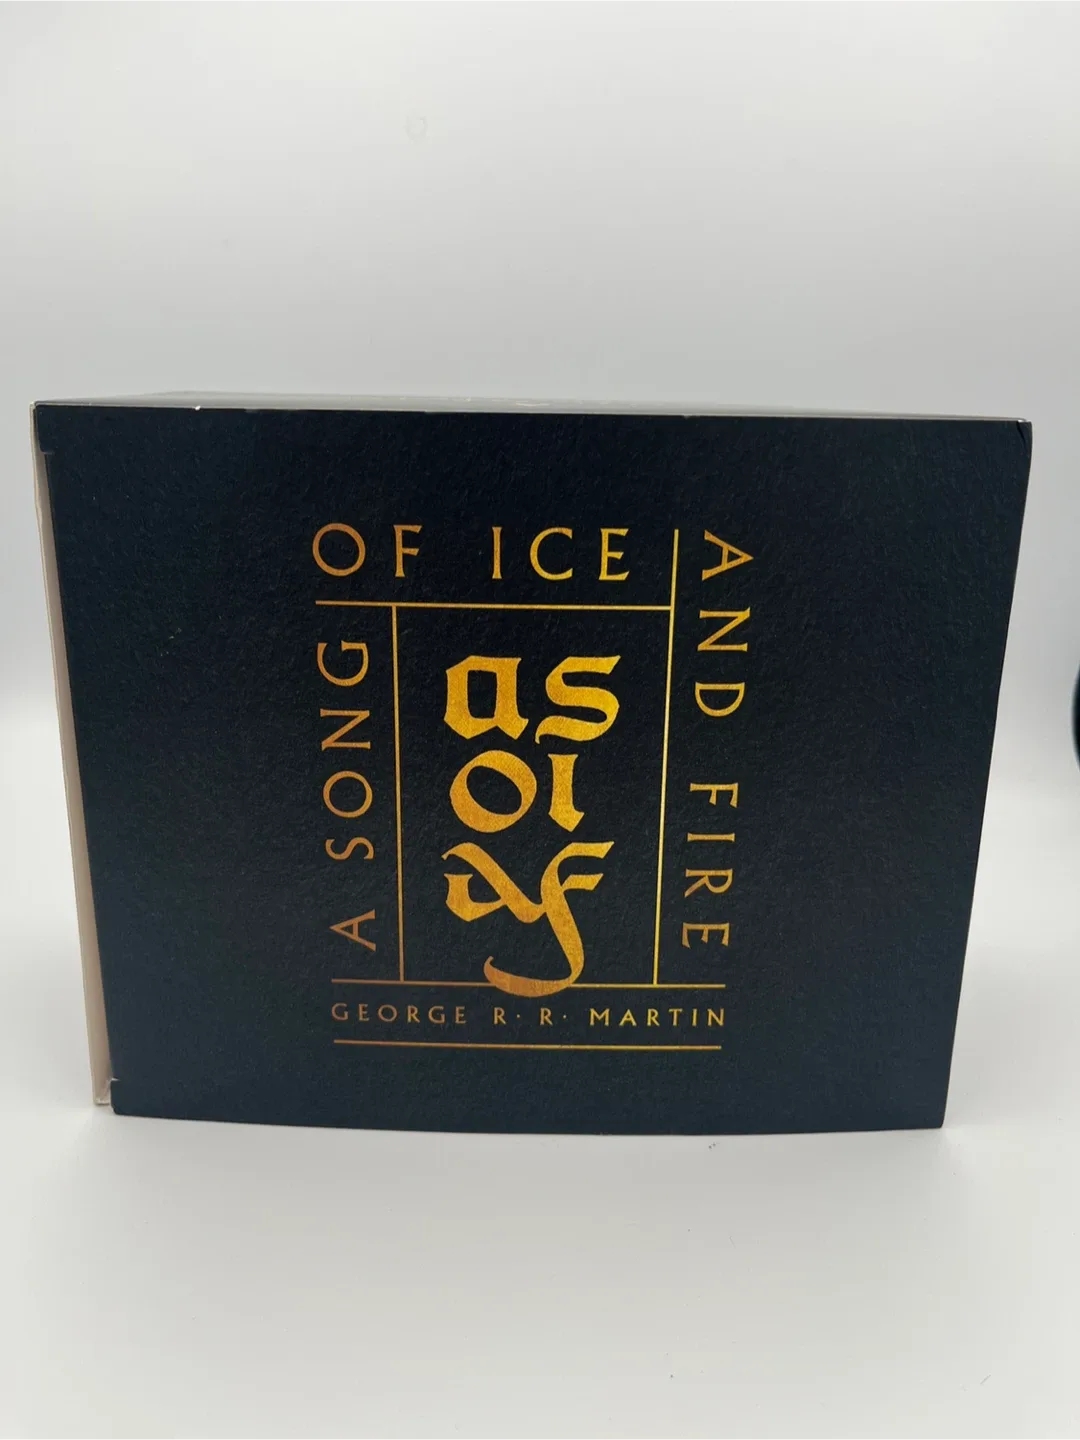 A SONG
OF ICE
AND FIRE
as
oi
af
GEORGE R. R. MARTIN